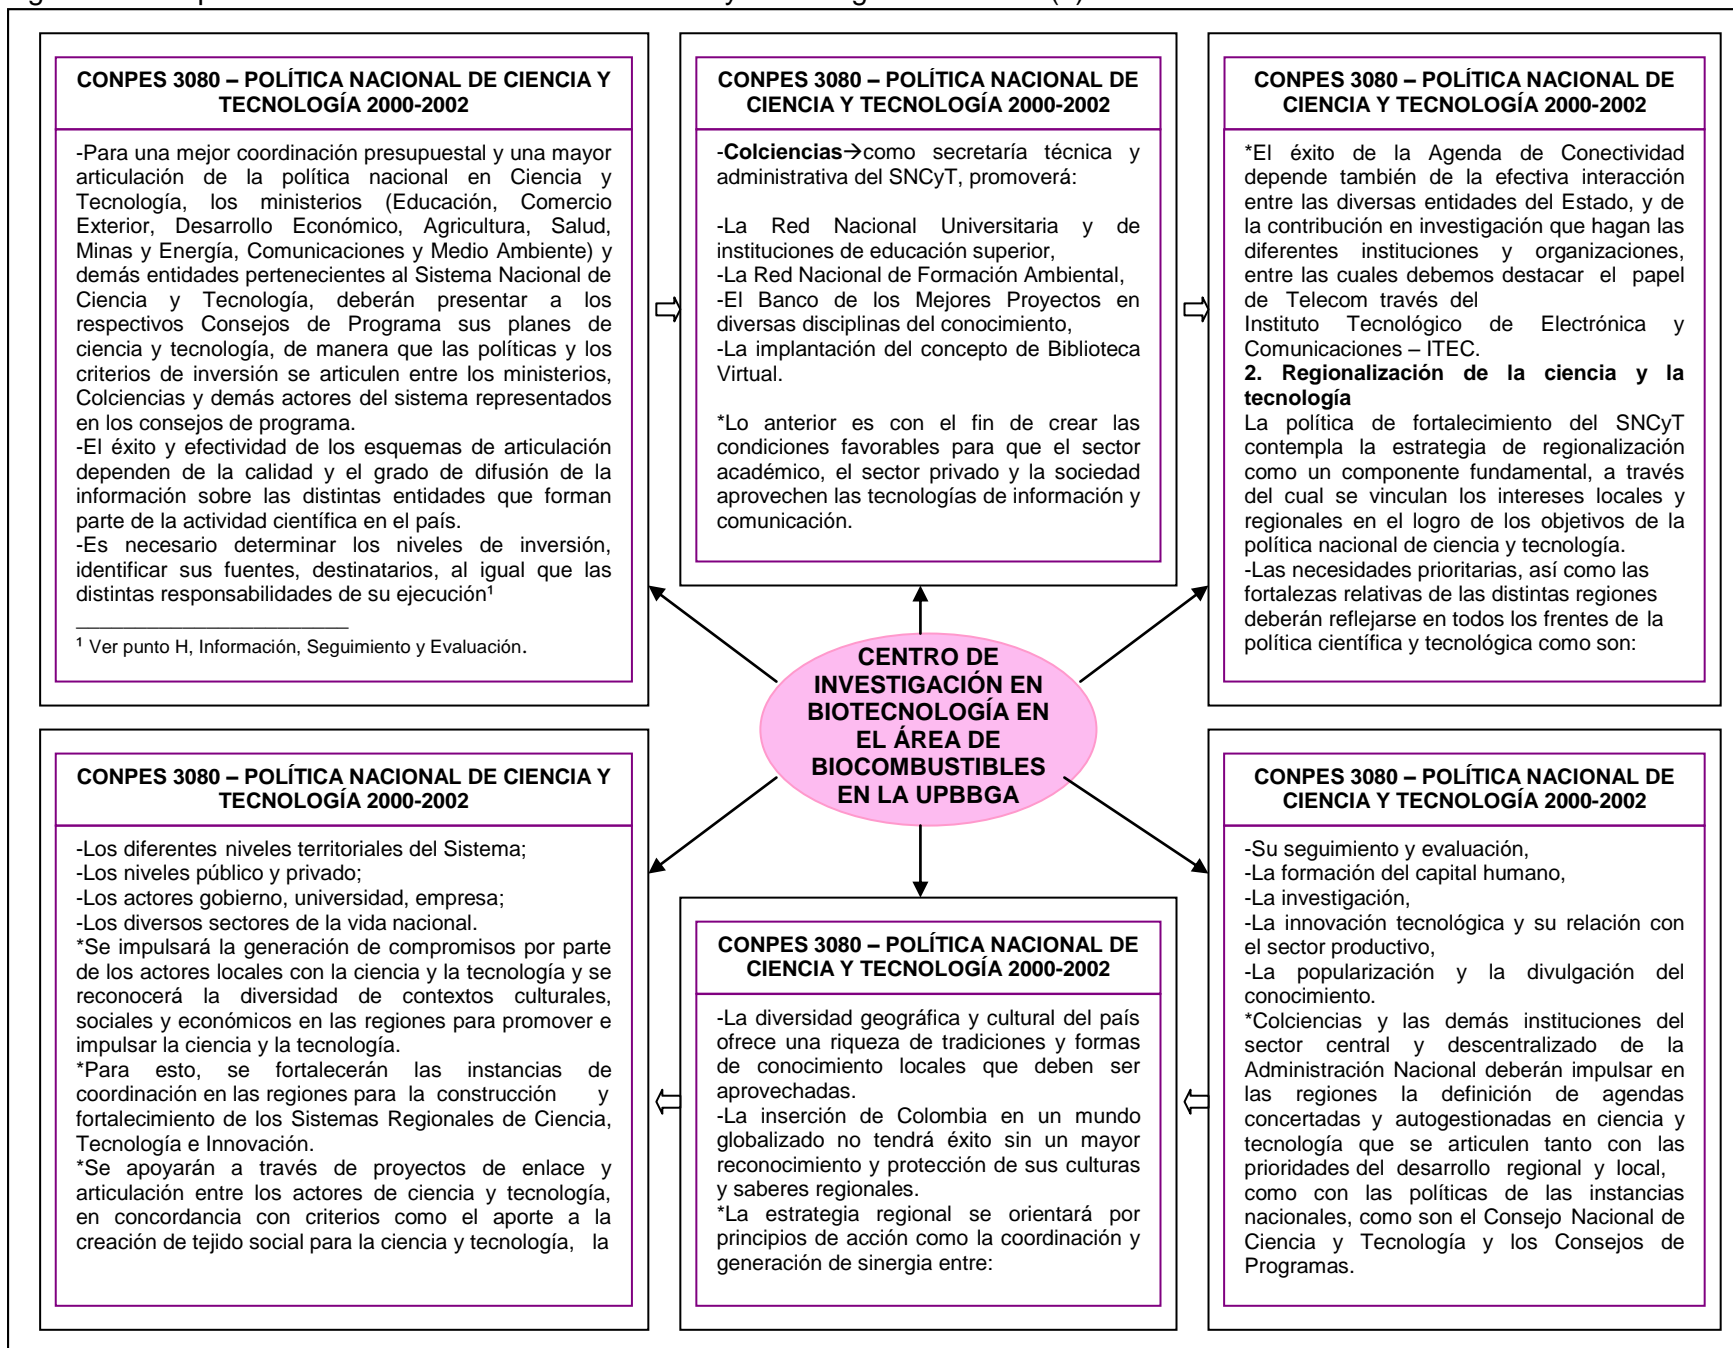 CONPES 3080 – POLÍTICA NACIONAL DE CIENCIA Y
TECNOLOGÍA 2000-2002
-Para una mejor coordinación presupuestal y una mayor
articulación de la política nacional en Ciencia y
Tecnología, los ministerios (Educación, Comercio
Exterior, Desarrollo Económico, Agricultura, Salud,
Minas y Energía, Comunicaciones y Medio Ambiente) y
demás entidades pertenecientes al Sistema Nacional de
Ciencia y Tecnología, deberán presentar a los
respectivos Consejos de Programa sus planes de
ciencia y tecnología, de manera que las políticas y los
criterios de inversión se articulen entre los ministerios,
Colciencias y demás actores del sistema representados
en los consejos de programa.
-El éxito y efectividad de los esquemas de articulación
dependen de la calidad y el grado de difusión de la
información sobre las distintas entidades que forman
parte de la actividad científica en el país.
-Es necesario determinar los niveles de inversión,
identificar sus fuentes, destinatarios, al igual que las
distintas responsabilidades de su ejecución¹
¹ Ver punto H, Información, Seguimiento y Evaluación.
CONPES 3080 – POLÍTICA NACIONAL DE
CIENCIA Y TECNOLOGÍA 2000-2002
-Colciencias→como secretaría técnica y
administrativa del SNCyT, promoverá:
-La Red Nacional Universitaria y de
instituciones de educación superior,
-La Red Nacional de Formación Ambiental,
-El Banco de los Mejores Proyectos en
diversas disciplinas del conocimiento,
-La implantación del concepto de Biblioteca
Virtual.
*Lo anterior es con el fin de crear las
condiciones favorables para que el sector
académico, el sector privado y la sociedad
aprovechen las tecnologías de información y
comunicación.
CONPES 3080 – POLÍTICA NACIONAL DE
CIENCIA Y TECNOLOGÍA 2000-2002
*El éxito de la Agenda de Conectividad
depende también de la efectiva interacción
entre las diversas entidades del Estado, y de
la contribución en investigación que hagan las
diferentes instituciones y organizaciones,
entre las cuales debemos destacar el papel
de Telecom través del
Instituto Tecnológico de Electrónica y
Comunicaciones – ITEC.
2. Regionalización de la ciencia y la
tecnología
La política de fortalecimiento del SNCyT
contempla la estrategia de regionalización
como un componente fundamental, a través
del cual se vinculan los intereses locales y
regionales en el logro de los objetivos de la
política nacional de ciencia y tecnología.
-Las necesidades prioritarias, así como las
fortalezas relativas de las distintas regiones
deberán reflejarse en todos los frentes de la
política científica y tecnológica como son:
CENTRO DE
INVESTIGACIÓN EN
BIOTECNOLOGÍA EN
EL ÁREA DE
BIOCOMBUSTIBLES
EN LA UPBBGA
CONPES 3080 – POLÍTICA NACIONAL DE CIENCIA Y
TECNOLOGÍA 2000-2002
-Los diferentes niveles territoriales del Sistema;
-Los niveles público y privado;
-Los actores gobierno, universidad, empresa;
-Los diversos sectores de la vida nacional.
*Se impulsará la generación de compromisos por parte
de los actores locales con la ciencia y la tecnología y se
reconocerá la diversidad de contextos culturales,
sociales y económicos en las regiones para promover e
impulsar la ciencia y la tecnología.
*Para esto, se fortalecerán las instancias de
coordinación en las regiones para la construcción y
fortalecimiento de los Sistemas Regionales de Ciencia,
Tecnología e Innovación.
*Se apoyarán a través de proyectos de enlace y
articulación entre los actores de ciencia y tecnología,
en concordancia con criterios como el aporte a la
creación de tejido social para la ciencia y tecnología, la
CONPES 3080 – POLÍTICA NACIONAL DE
CIENCIA Y TECNOLOGÍA 2000-2002
-La diversidad geográfica y cultural del país
ofrece una riqueza de tradiciones y formas
de conocimiento locales que deben ser
aprovechadas.
-La inserción de Colombia en un mundo
globalizado no tendrá éxito sin un mayor
reconocimiento y protección de sus culturas
y saberes regionales.
*La estrategia regional se orientará por
principios de acción como la coordinación y
generación de sinergia entre:
CONPES 3080 – POLÍTICA NACIONAL DE
CIENCIA Y TECNOLOGÍA 2000-2002
-Su seguimiento y evaluación,
-La formación del capital humano,
-La investigación,
-La innovación tecnológica y su relación con
el sector productivo,
-La popularización y la divulgación del
conocimiento.
*Colciencias y las demás instituciones del
sector central y descentralizado de la
Administración Nacional deberán impulsar en
las regiones la definición de agendas
concertadas y autogestionadas en ciencia y
tecnología que se articulen tanto con las
prioridades del desarrollo regional y local,
como con las políticas de las instancias
nacionales, como son el Consejo Nacional de
Ciencia y Tecnología y los Consejos de
Programas.